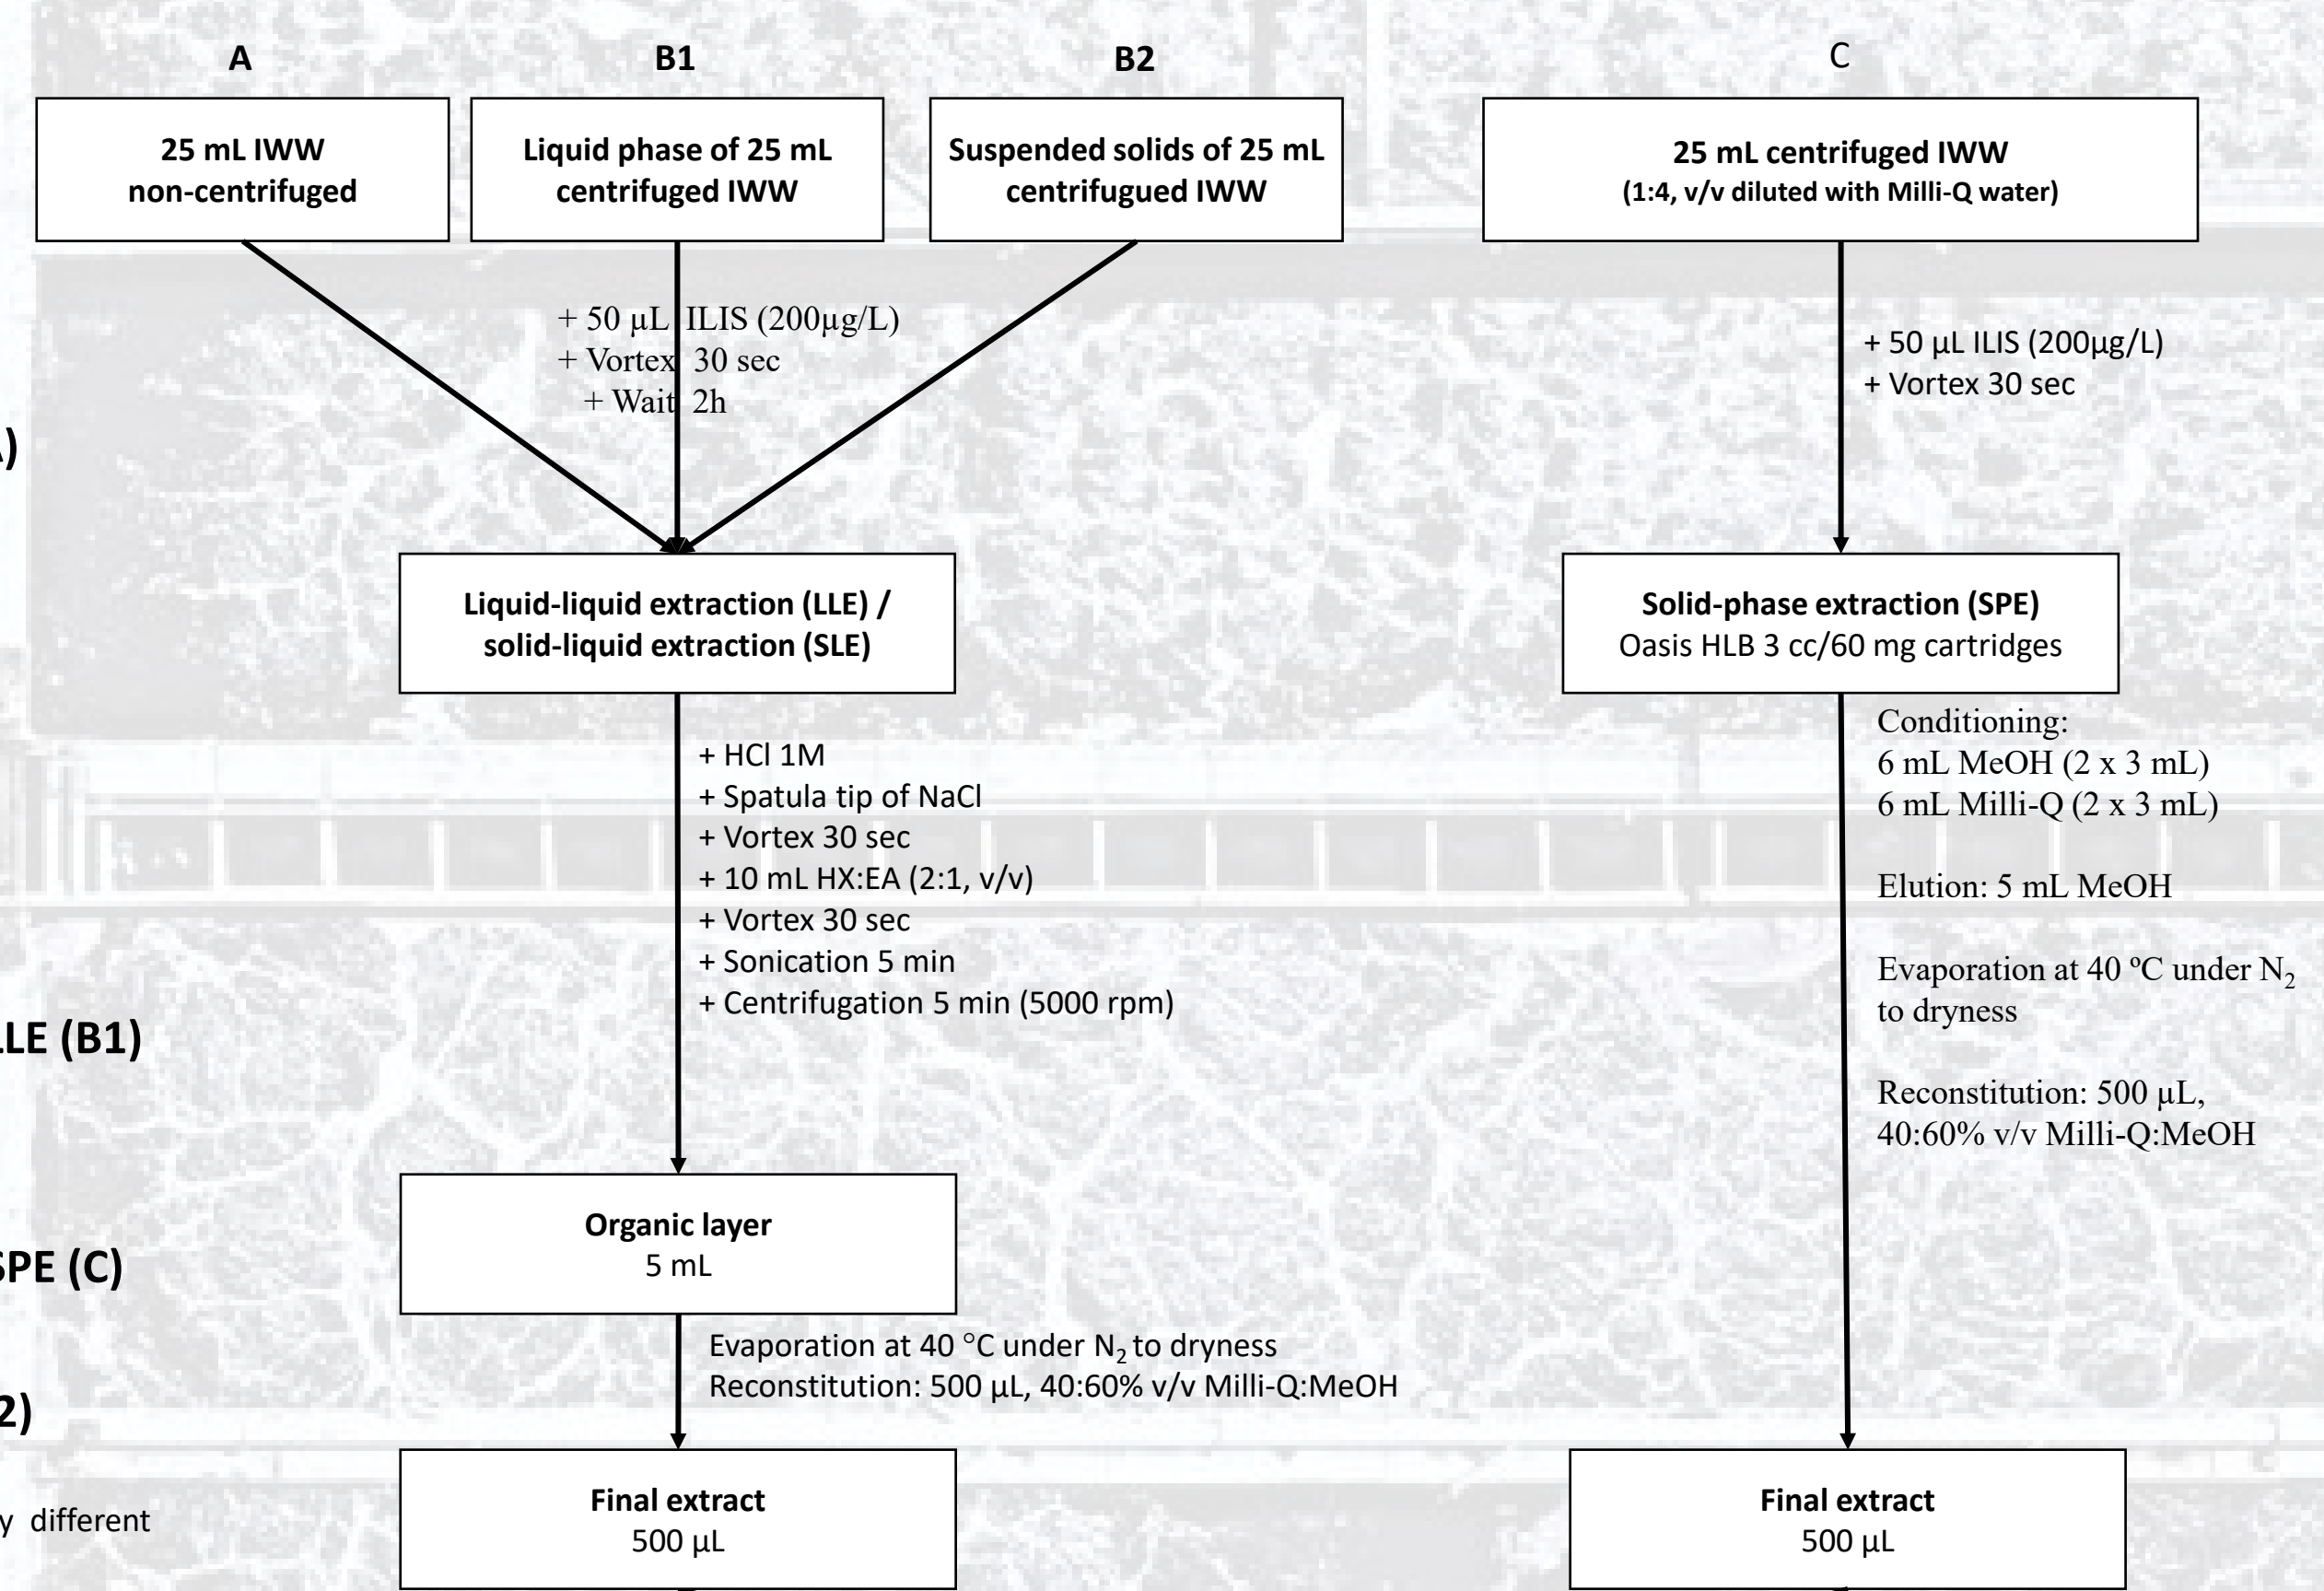 A
B1
B2
C
25 mL IWW
non-centrifuged
Liquid phase of 25 mL
centrifuged IWW
Suspended solids of 25 mL
centrifugued IWW
25 mL centrifuged IWW
(1:4, v/v diluted with Milli-Q water)
+ 50 µL ILIS (200µg/L)
+ Vortex 30 sec
+ Wait 2h
+ 50 µL ILIS (200µg/L)
+ Vortex 30 sec
A)
Liquid-liquid extraction (LLE) /
solid-liquid extraction (SLE)
Solid-phase extraction (SPE)
Oasis HLB 3 cc/60 mg cartridges
+ HCl 1M
+ Spatula tip of NaCl
+ Vortex 30 sec
+ 10 mL HX:EA (2:1, v/v)
+ Vortex 30 sec
+ Sonication 5 min
+ Centrifugation 5 min (5000 rpm)
Conditioning:
6 mL MeOH (2 x 3 mL)
6 mL Milli-Q (2 x 3 mL)
Elution: 5 mL MeOH
Evaporation at 40 ºC under N₂
to dryness
Reconstitution: 500 µL,
40:60% v/v Milli-Q:MeOH
LLE (B1)
Organic layer
5 mL
SPE (C)
Evaporation at 40 °C under N₂ to dryness
Reconstitution: 500 µL, 40:60% v/v Milli-Q:MeOH
2)
Final extract
500 µL
Final extract
500 µL
y different